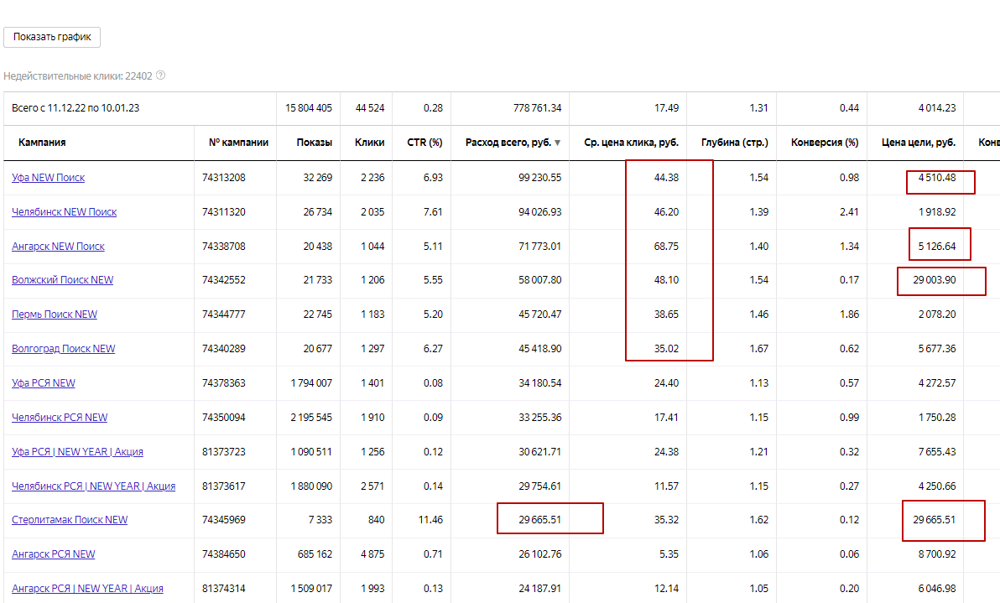 Показать график
Недействительные клики: 22402 ?
Всего с 11.12.22 по 10.01.23 15 804 405 44 524 0.28 778 761.34 17.49 1.31 0.44 4 014.23
Кампания № кампании Показы Клики CTR (%) Расход всего, руб. ▼ Ср. цена клика, руб. Глубина (стр.) Конверсия (%) Цена цели, руб. Конв
Уфа NEW Поиск 74313208 32 269 2 236 6.93 99 230.55 44.38 1.54 0.98 4 510.48
Челябинск NEW Поиск 74311320 26 734 2 035 7.61 94 026.93 46.20 1.39 2.41 1 918.92
Ангарск NEW Поиск 74338708 20 438 1 044 5.11 71 773.01 68.75 1.40 1.34 5 126.64
Волжский Поиск NEW 74342552 21 733 1 206 5.55 58 007.80 48.10 1.54 0.17 29 003.90
Пермь Поиск NEW 74344777 22 745 1 183 5.20 45 720.47 38.65 1.46 1.86 2 078.20
Волгоград Поиск NEW 74340289 20 677 1 297 6.27 45 418.90 35.02 1.67 0.62 5 677.36
Уфа РСЯ NEW 74378363 1 794 007 1 401 0.08 34 180.54 24.40 1.13 0.57 4 272.57
Челябинск РСЯ NEW 74350094 2 195 545 1 910 0.09 33 255.36 17.41 1.15 0.99 1 750.28
Уфа РСЯ | NEW YEAR | Акция 81373723 1 090 511 1 256 0.12 30 621.71 24.38 1.21 0.32 7 655.43
Челябинск РСЯ | NEW YEAR | Акция 81373617 1 880 090 2 571 0.14 29 754.61 11.57 1.15 0.27 4 250.66
Стерлитамак Поиск NEW 74345969 7 333 840 11.46 29 665.51 35.32 1.62 0.12 29 665.51
Ангарск РСЯ NEW 74384650 685 162 4 875 0.71 26 102.76 5.35 1.06 0.06 8 700.92
Ангарск РСЯ | NEW YEAR | Акция 81374314 1 509 017 1 993 0.13 24 187.91 12.14 1.05 0.20 6 046.98